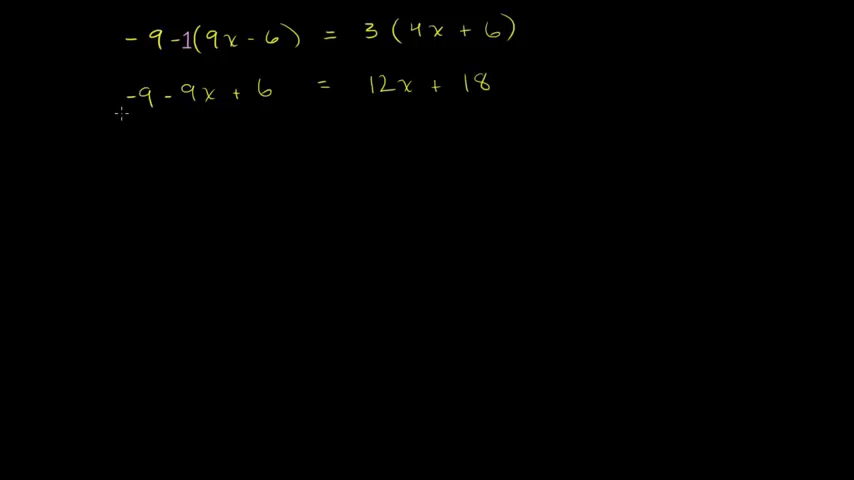 -9-1(9x-6) = 3(4x+6)
-9-9x+6 = 12x+18